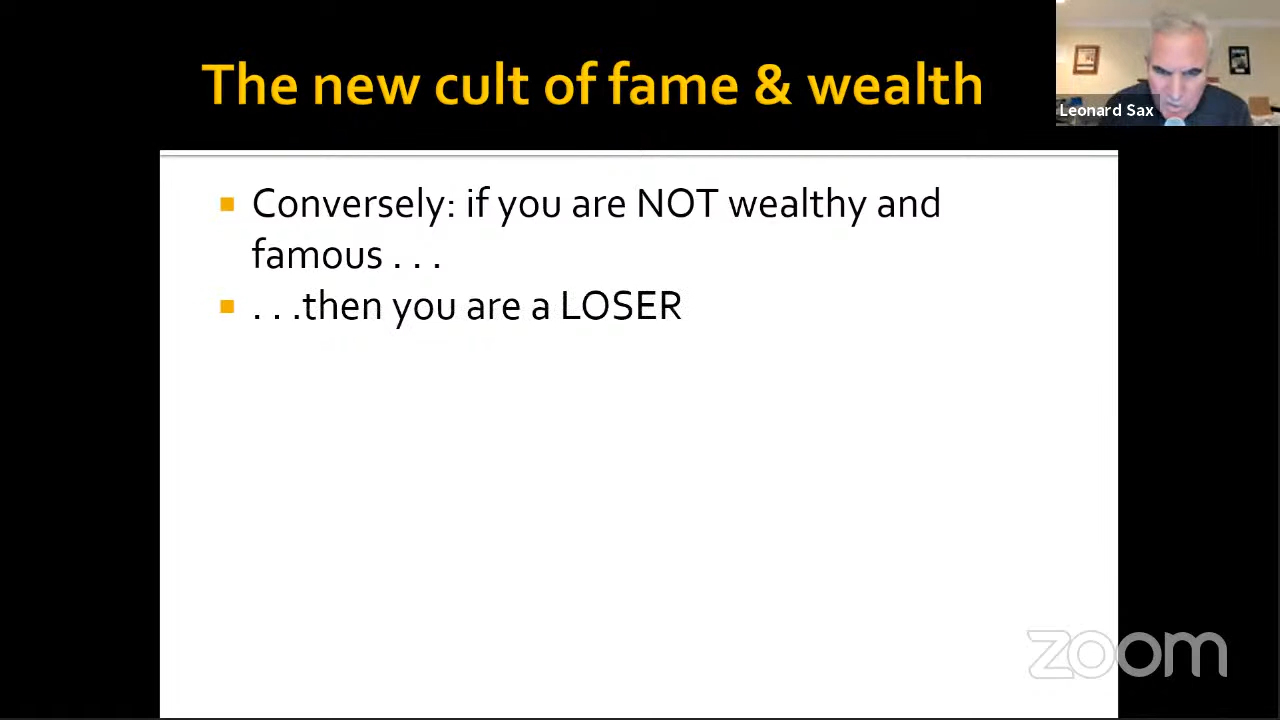 The new cult of fame & wealth
Leonard Sax
Conversely: if you are NOT wealthy and
famous . . .
. . .then you are a LOSER
zoom